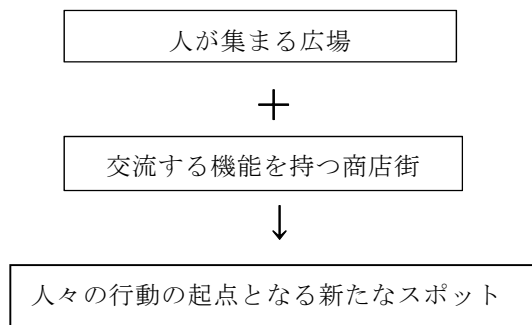 人が集まる広場
＋
交流する機能を持つ商店街
↓
人々の行動の起点となる新たなスポット